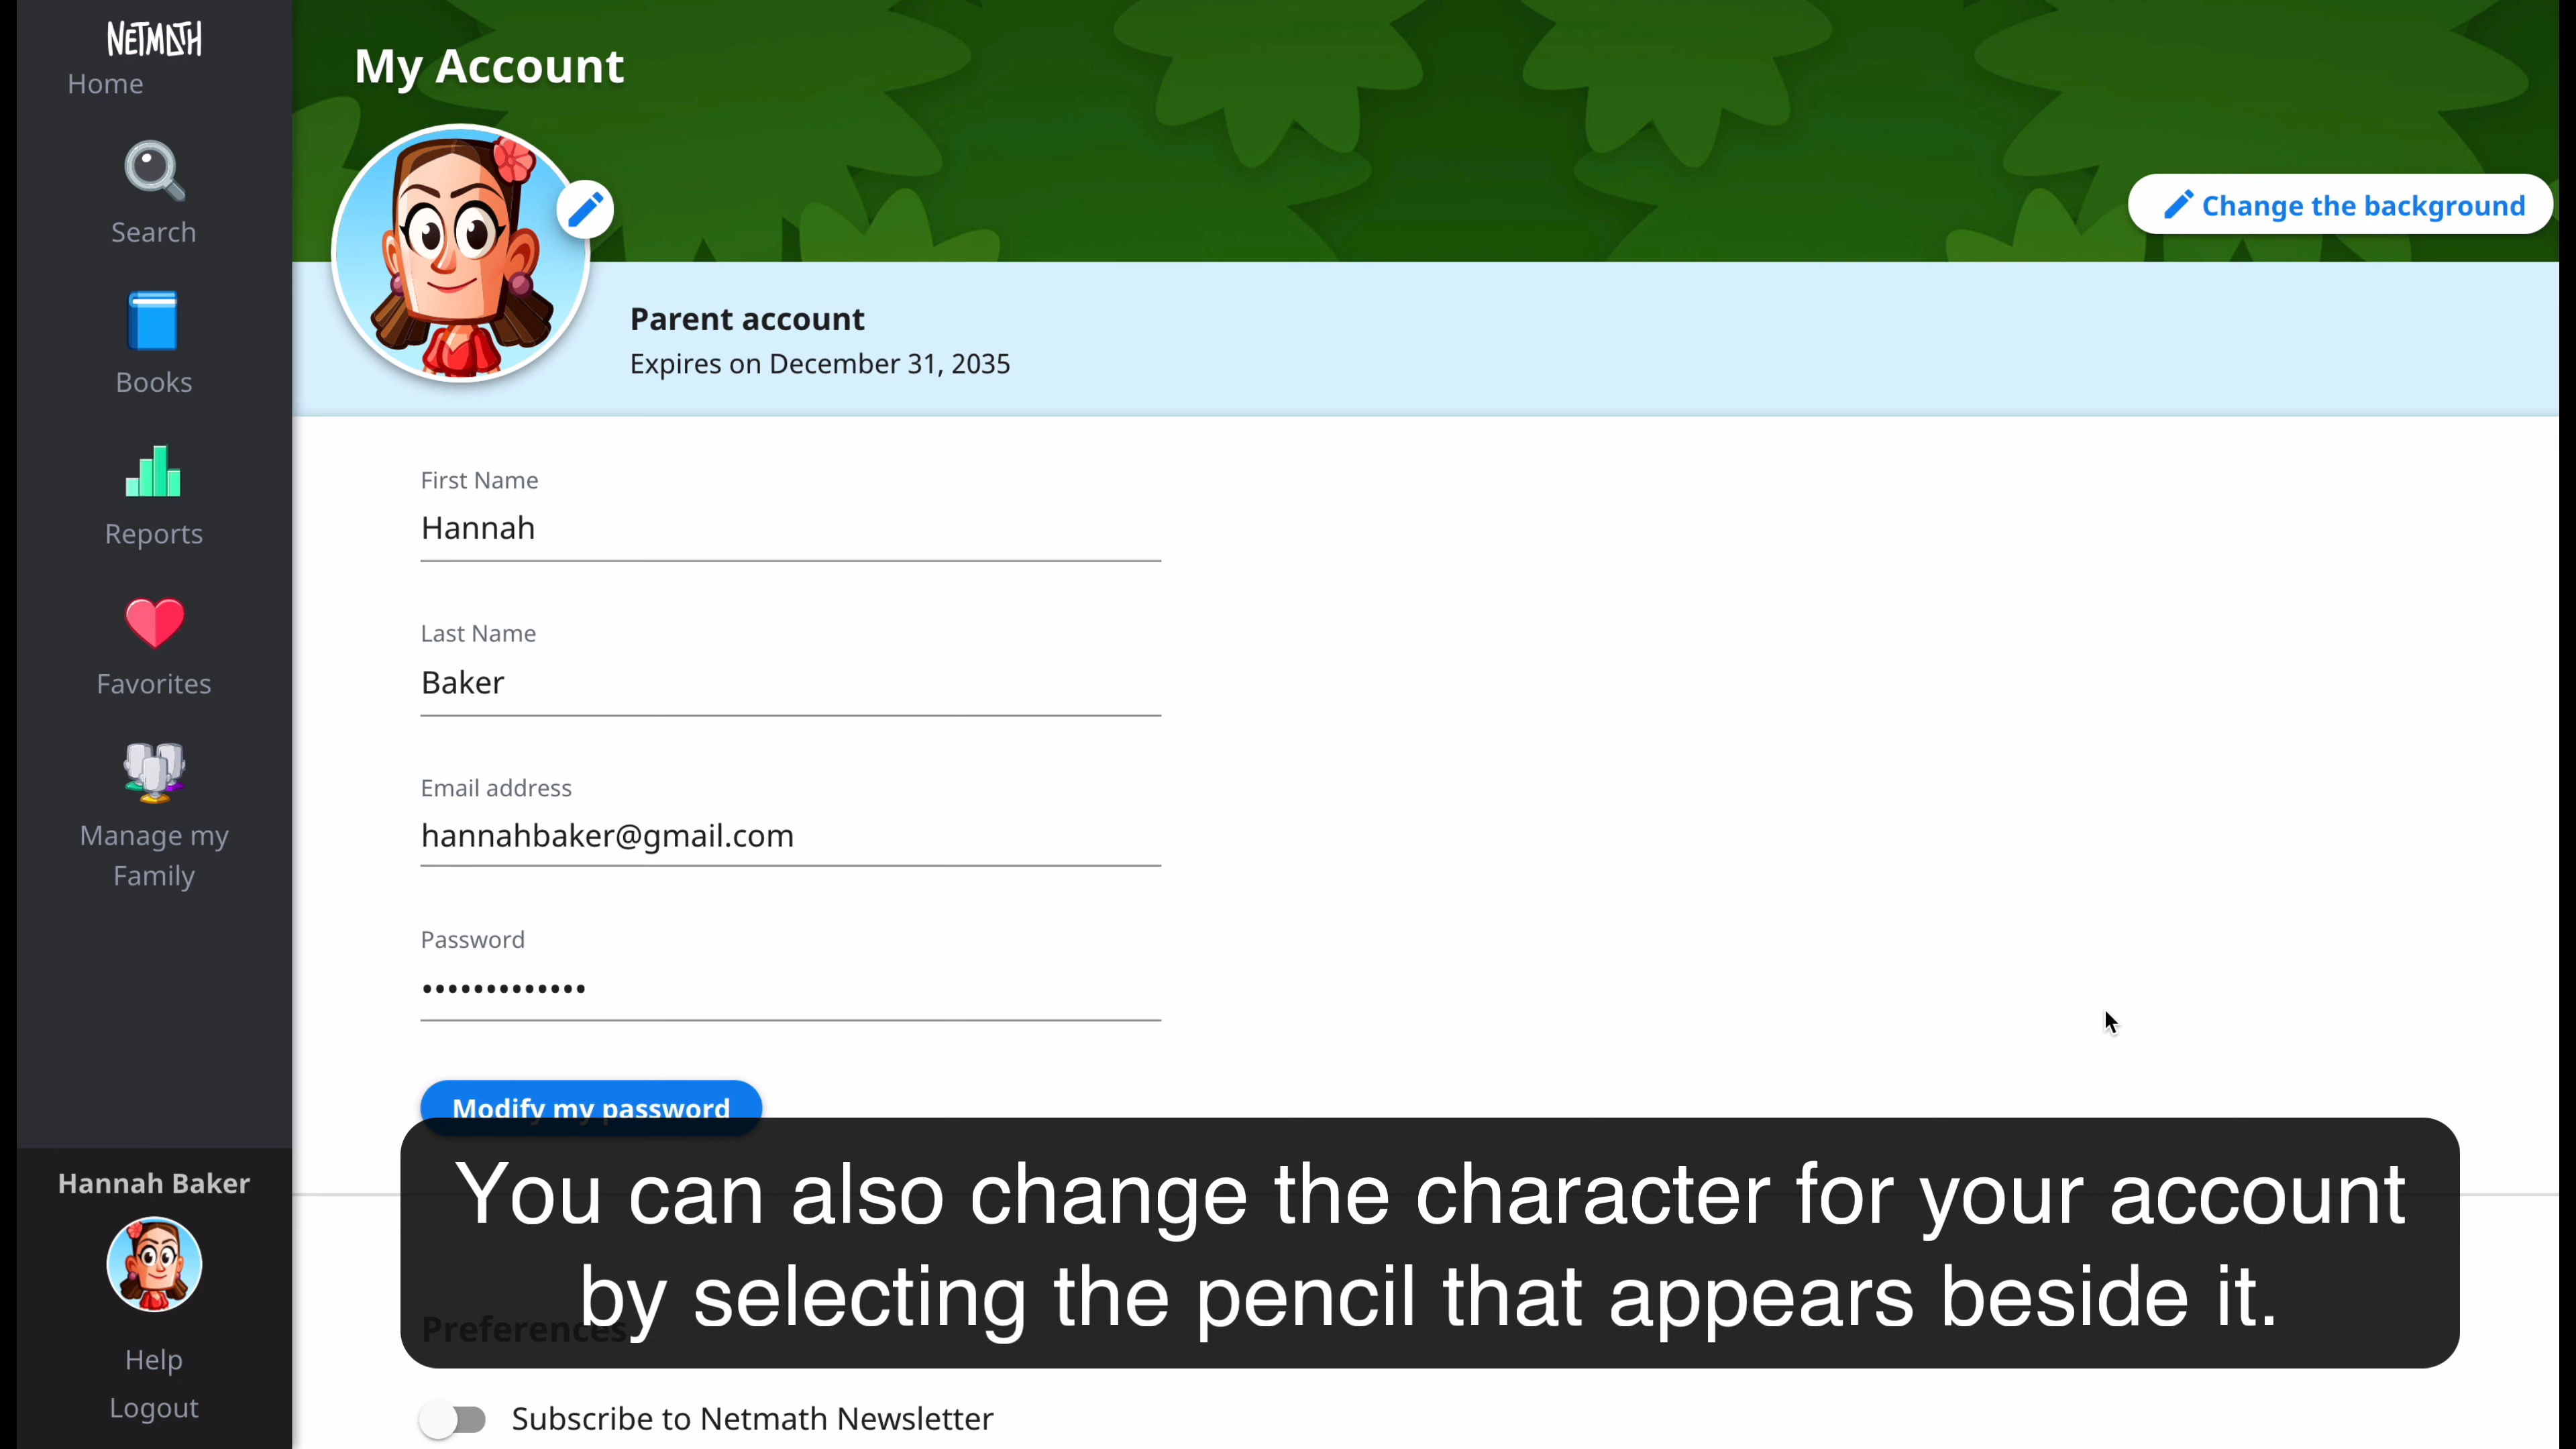 NETMATH
Home
Search
Books
Reports
Favorites
Manage my
Family
Hannah Baker
Help
Logout
My Account
Change the background
Parent account
Expires on December 31, 2035
First Name
Hannah
Last Name
Baker
Email address
hannahbaker@gmail.com
Password
•••••••••••••
Modify my password
You can also change the character for your account
by selecting the pencil that appears beside it.
Preferences
Subscribe to Netmath Newsletter